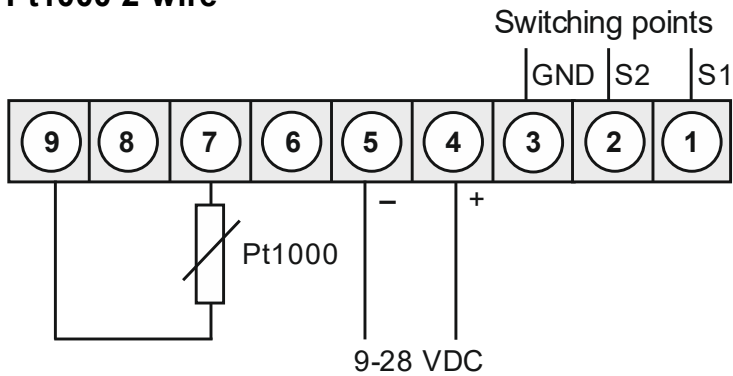 Pt1000 2-wire
Switching points
GND S2 S1
9 8 7 6 5 4 3 2 1
– +
Pt1000
9-28 VDC